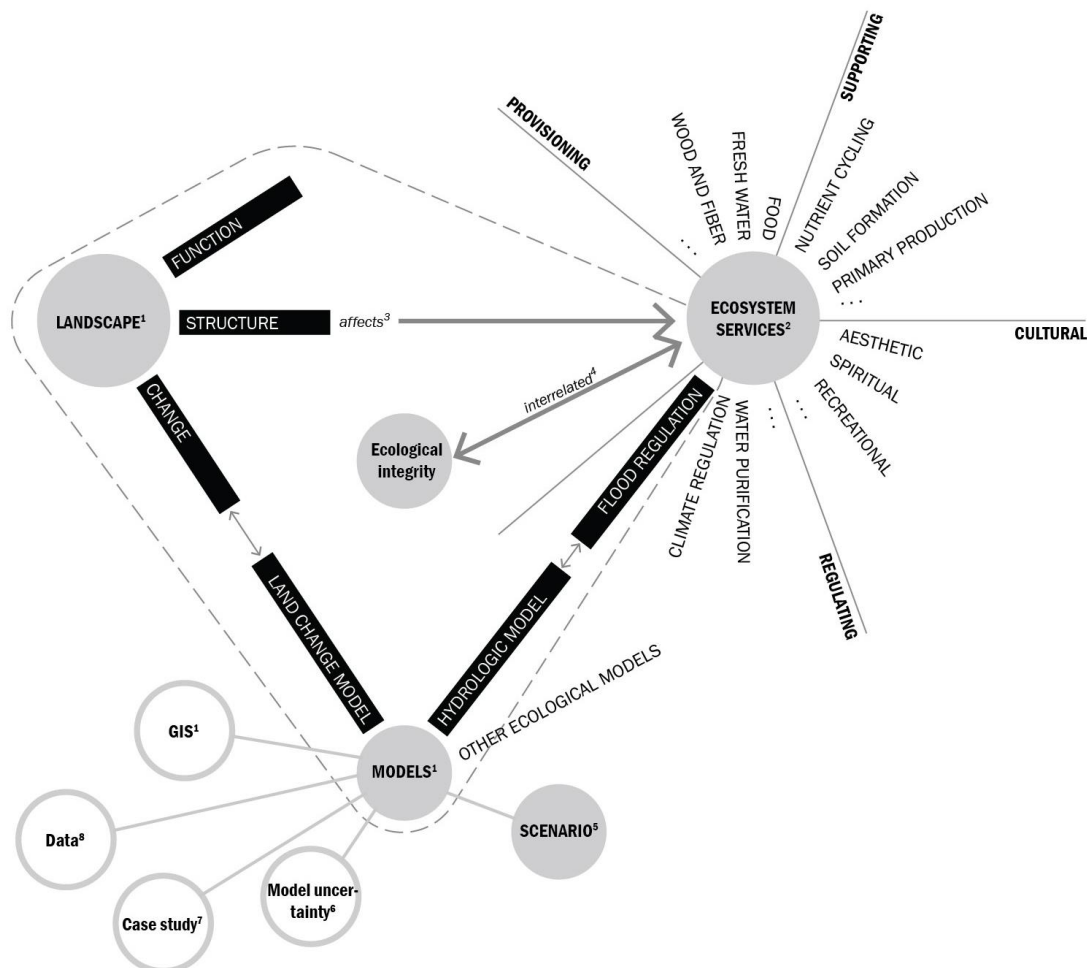 SUPPORTING
PROVISIONING
WOOD AND FIBER
FRESH WATER
FOOD
NUTRIENT CYCLING
SOIL FORMATION
PRIMARY PRODUCTION
...
...
FUNCTION
LANDSCAPE¹
STRUCTURE
affects³
ECOSYSTEM
SERVICES²
CULTURAL
AESTHETIC
SPIRITUAL
RECREATIONAL
...
...
CHANGE
interrelated⁴
Ecological
integrity
FLOOD REGULATION
CLIMATE REGULATION
WATER PURIFICATION
REGULATING
LAND CHANGE MODEL
HYDROLOGIC MODEL
OTHER ECOLOGICAL MODELS
GIS¹
MODELS¹
SCENARIO⁵
Data⁸
Case study⁷
Model uncer-
tainty⁶